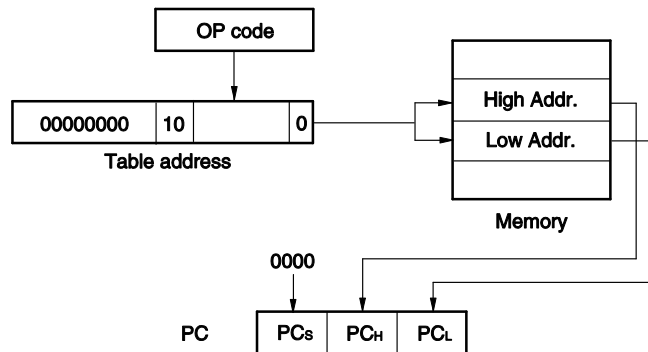 OP code
00000000 10 0
Table address
High Addr.
Low Addr.
Memory
0000
PC PCS PCH PCL